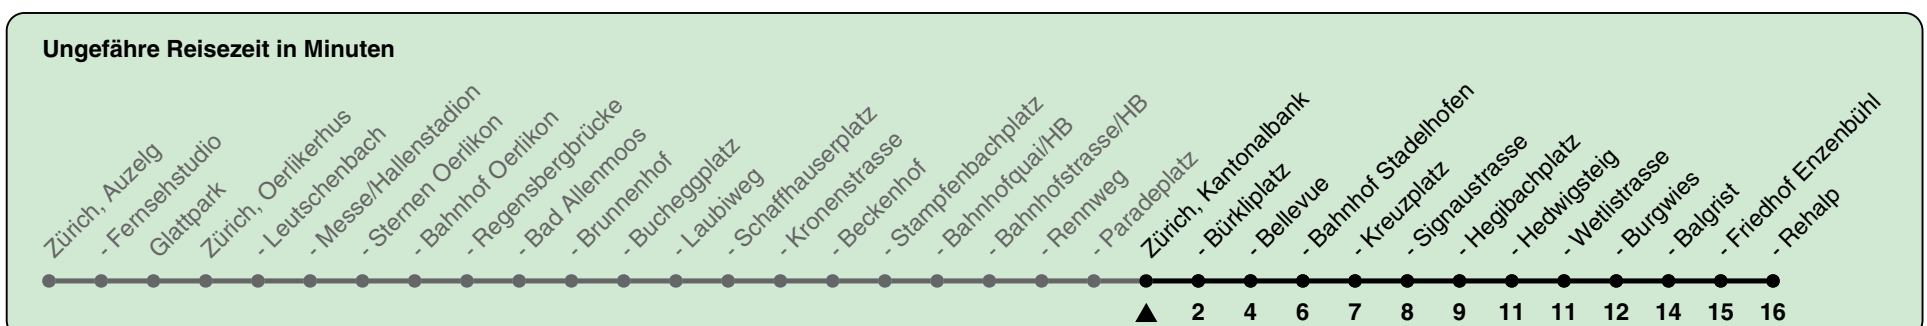 Ungefähre Reisezeit in Minuten
Zürich, Auzelg
- Fernsehstudio
Glattpark
Zürich, Oerlikerhus
- Leutschenbach
- Messe/Hallenstadion
- Sternen Oerlikon
- Bahnhof Oerlikon
- Regensbergbrücke
- Bad Allenmoos
- Brunnenhof
- Bucheggplatz
- Laubiweg
- Schaffhauserplatz
- Kronenstrasse
- Beckenhof
- Stampfenbachplatz
- Bahnhofquai/HB
- Bahnhofstrasse/HB
- Rennweg
- Paradeplatz
Zürich, Kantonalbank
- Bürkliplatz
- Bellevue
- Bahnhof Stadelhofen
- Kreuzplatz
- Signaustrasse
- Hegibachplatz
- Hedwigsteig
- Wetlistrasse
- Burgwies
- Balgrist
- Friedhof Enzenbühl
- Rehalp
2 4 6 7 8 9 11 11 12 14 15 16